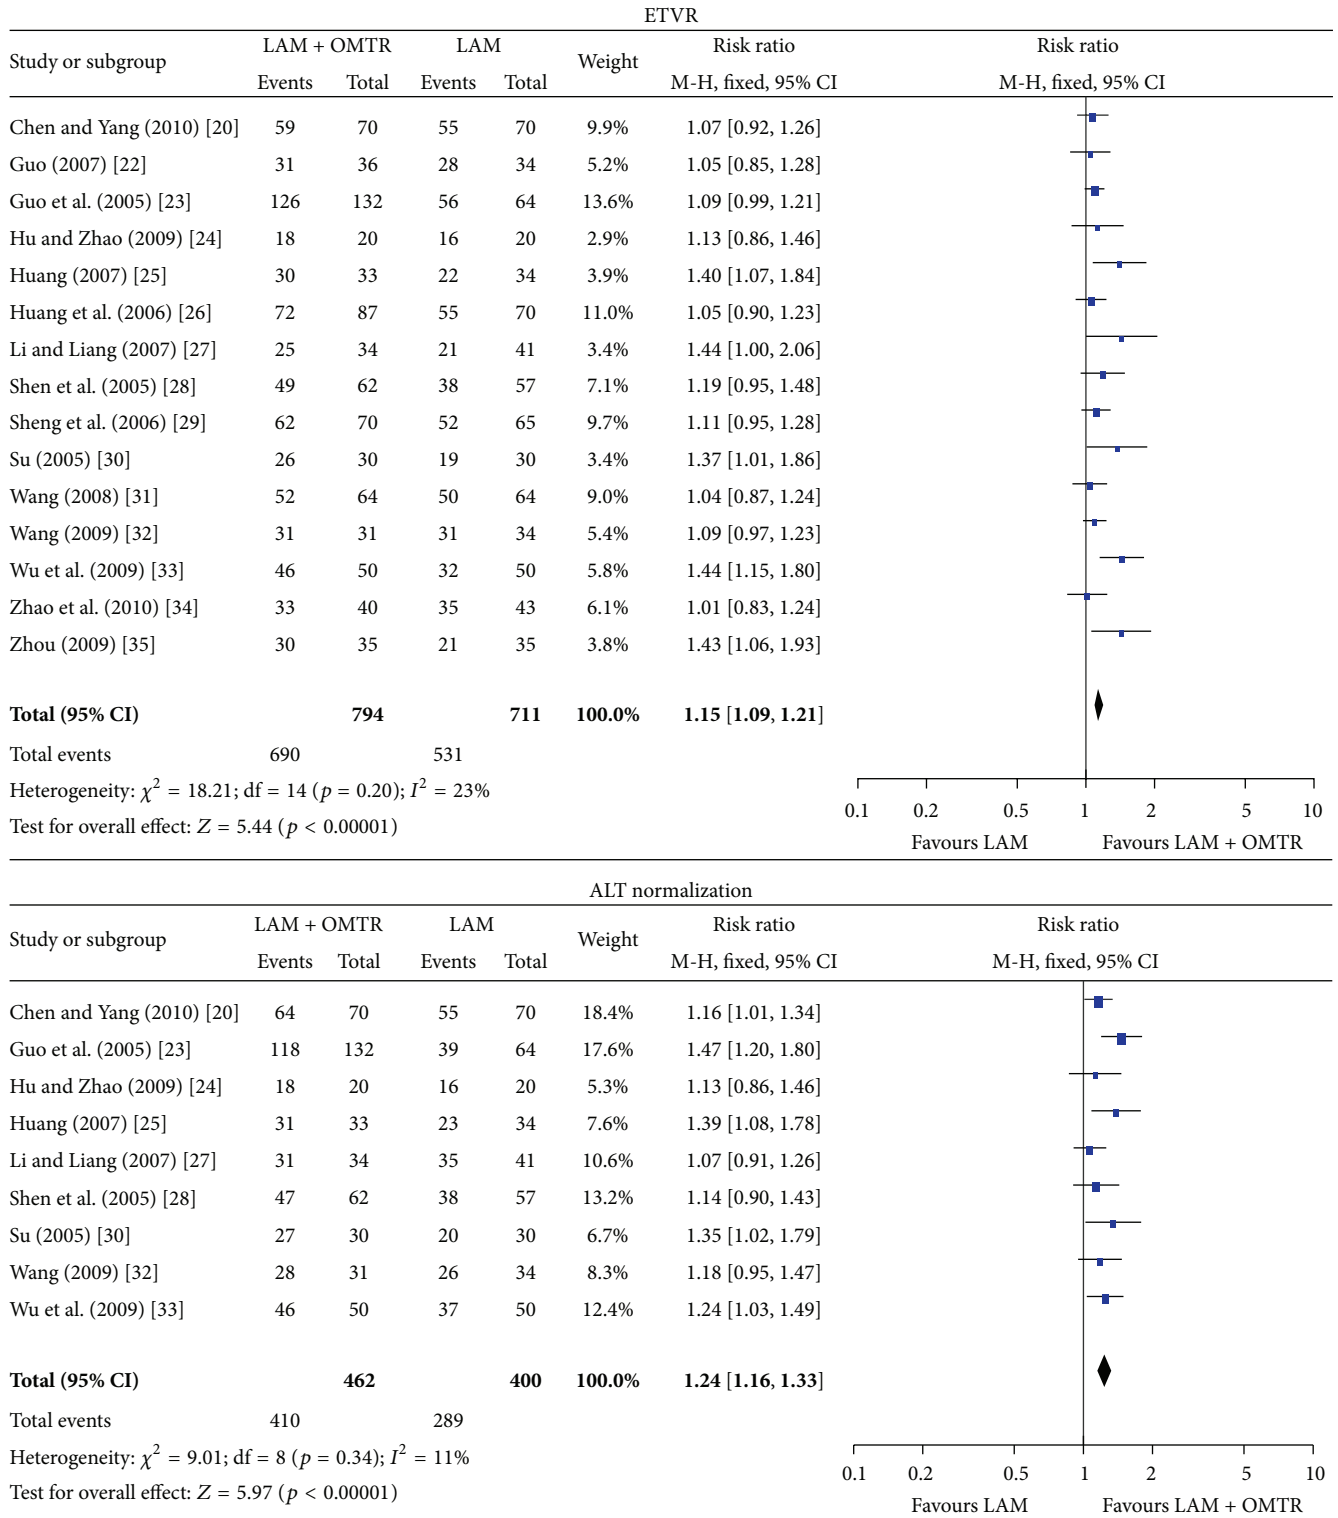 ETVR
Study or subgroup LAM + OMTR LAM Weight Risk ratio Risk ratio
Events Total Events Total M-H, fixed, 95% CI M-H, fixed, 95% CI
Chen and Yang (2010) [20] 59 70 55 70 9.9% 1.07 [0.92, 1.26]
Guo (2007) [22] 31 36 28 34 5.2% 1.05 [0.85, 1.28]
Guo et al. (2005) [23] 126 132 56 64 13.6% 1.09 [0.99, 1.21]
Hu and Zhao (2009) [24] 18 20 16 20 2.9% 1.13 [0.86, 1.46]
Huang (2007) [25] 30 33 22 34 3.9% 1.40 [1.07, 1.84]
Huang et al. (2006) [26] 72 87 55 70 11.0% 1.05 [0.90, 1.23]
Li and Liang (2007) [27] 25 34 21 41 3.4% 1.44 [1.00, 2.06]
Shen et al. (2005) [28] 49 62 38 57 7.1% 1.19 [0.95, 1.48]
Sheng et al. (2006) [29] 62 70 52 65 9.7% 1.11 [0.95, 1.28]
Su (2005) [30] 26 30 19 30 3.4% 1.37 [1.01, 1.86]
Wang (2008) [31] 52 64 50 64 9.0% 1.04 [0.87, 1.24]
Wang (2009) [32] 31 31 31 34 5.4% 1.09 [0.97, 1.23]
Wu et al. (2009) [33] 46 50 32 50 5.8% 1.44 [1.15, 1.80]
Zhao et al. (2010) [34] 33 40 35 43 6.1% 1.01 [0.83, 1.24]
Zhou (2009) [35] 30 35 21 35 3.8% 1.43 [1.06, 1.93]
Total (95% CI) 794 711 100.0% 1.15 [1.09, 1.21]
Total events 690 531
Heterogeneity: χ² = 18.21; df = 14 (p = 0.20); I² = 23%
Test for overall effect: Z = 5.44 (p < 0.00001)
0.1 0.2 0.5 1 2 5 10
Favours LAM Favours LAM + OMTR
ALT normalization
Study or subgroup LAM + OMTR LAM Weight Risk ratio Risk ratio
Events Total Events Total M-H, fixed, 95% CI M-H, fixed, 95% CI
Chen and Yang (2010) [20] 64 70 55 70 18.4% 1.16 [1.01, 1.34]
Guo et al. (2005) [23] 118 132 39 64 17.6% 1.47 [1.20, 1.80]
Hu and Zhao (2009) [24] 18 20 16 20 5.3% 1.13 [0.86, 1.46]
Huang (2007) [25] 31 33 23 34 7.6% 1.39 [1.08, 1.78]
Li and Liang (2007) [27] 31 34 35 41 10.6% 1.07 [0.91, 1.26]
Shen et al. (2005) [28] 47 62 38 57 13.2% 1.14 [0.90, 1.43]
Su (2005) [30] 27 30 20 30 6.7% 1.35 [1.02, 1.79]
Wang (2009) [32] 28 31 26 34 8.3% 1.18 [0.95, 1.47]
Wu et al. (2009) [33] 46 50 37 50 12.4% 1.24 [1.03, 1.49]
Total (95% CI) 462 400 100.0% 1.24 [1.16, 1.33]
Total events 410 289
Heterogeneity: χ² = 9.01; df = 8 (p = 0.34); I² = 11%
Test for overall effect: Z = 5.97 (p < 0.00001)
0.1 0.2 0.5 1 2 5 10
Favours LAM Favours LAM + OMTR